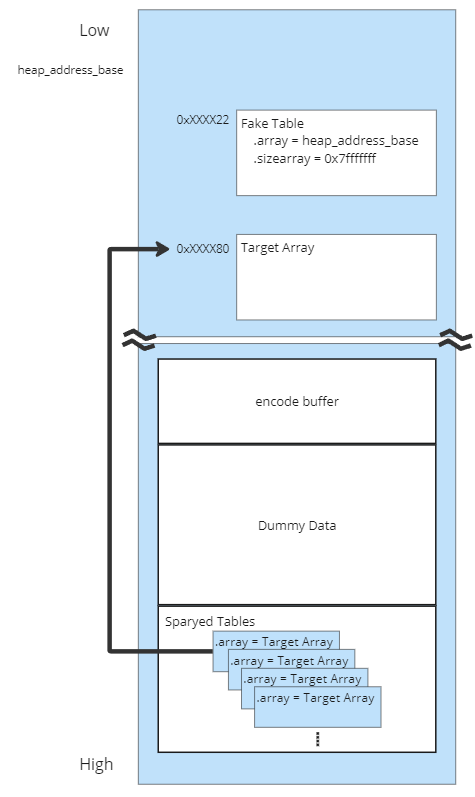 Low
heap_address_base
0xXXXX22
Fake Table
.array = heap_address_base
.sizearray = 0x7fffffff
0xXXXX80
Target Array
encode buffer
Dummy Data
Sparyed Tables
.array = Target Array
.array = Target Array
.array = Target Array
.array = Target Array
High